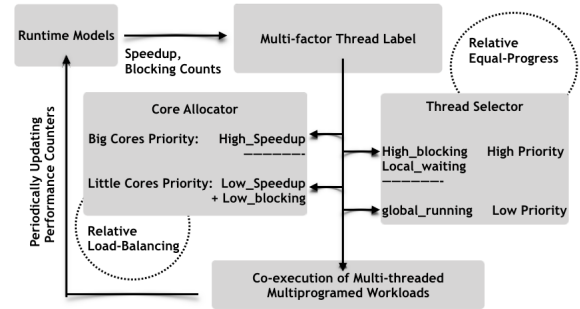 Runtime Models
Speedup,
Blocking Counts
Multi-factor Thread Label
Relative
Equal-Progress
Core Allocator
Big Cores Priority: High_Speedup
Little Cores Priority: Low_Speedup
+ Low_blocking
Thread Selector
High_blocking High Priority
Local_waiting
global_running Low Priority
Relative
Load-Balancing
Periodically Updating
Performance Counters
Co-execution of Multi-threaded
Multiprogramed Workloads